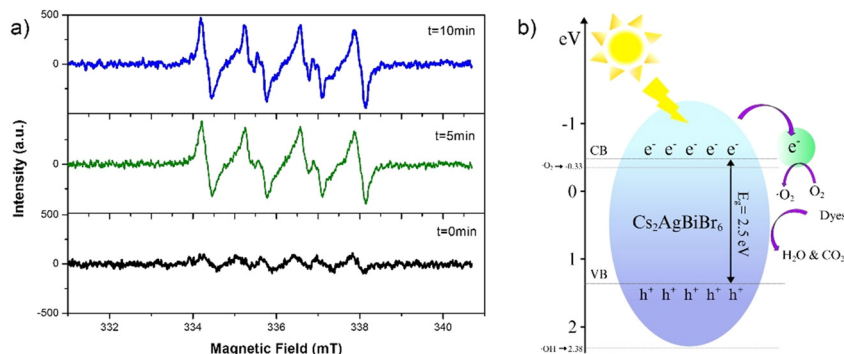 a)
t=10min
t=5min
t=0min
500
0
-500
0
500
0
-500
332
334
336
338
340
Intensity (a.u.)
Magnetic Field (mT)
b)
eV
-1
CB
·O₂ → -0.33
0
1
VB
2
·OH → 2.38
e⁻ e⁻ e⁻ e⁻ e⁻
Cs₂AgBiBr₆
E_g = 2.5 eV
h⁺ h⁺ h⁺ h⁺ h⁺
e⁻
·O₂ O₂
Dyes
H₂O & CO₂